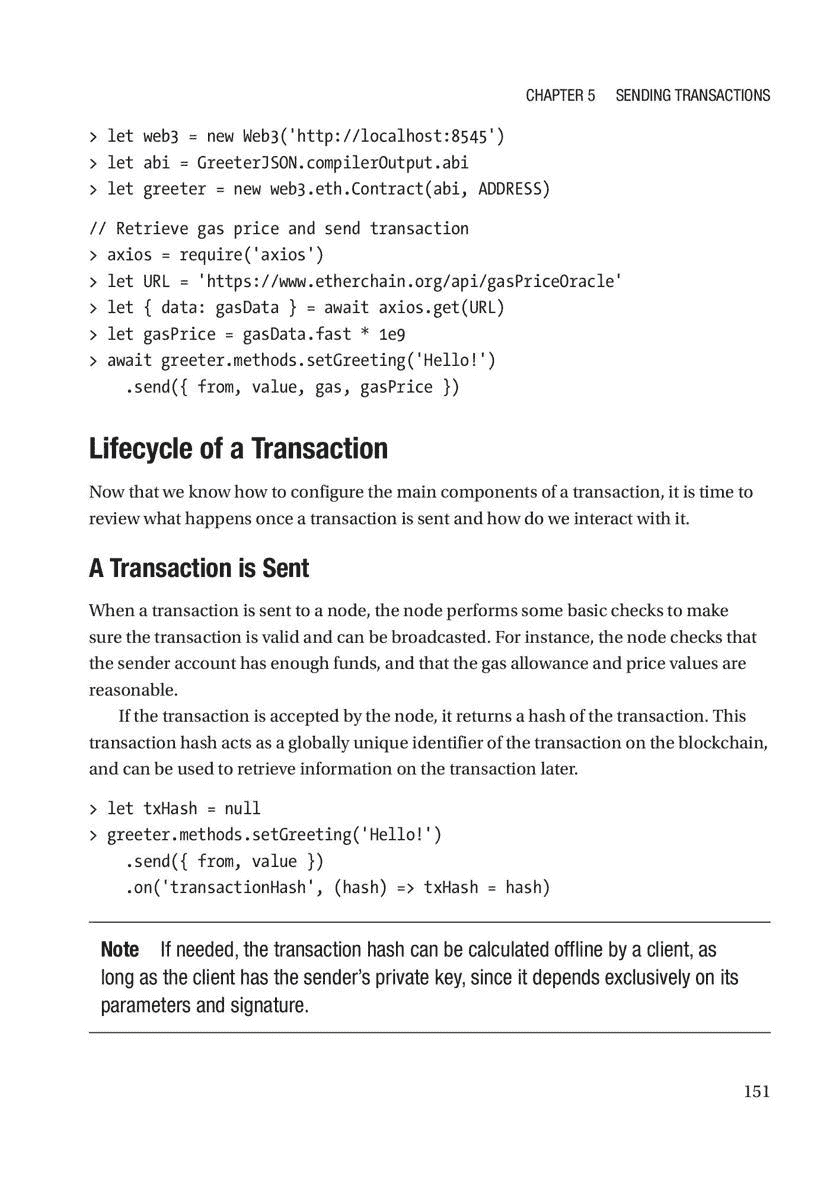 CHAPTER 5 SENDING TRANSACTIONS
> let web3 = new Web3('http://localhost:8545')
> let abi = GreeterJSON.compilerOutput.abi
> let greeter = new web3.eth.Contract(abi, ADDRESS)
// Retrieve gas price and send transaction
> axios = require('axios')
> let URL = 'https://www.etherchain.org/api/gasPriceOracle'
> let { data: gasData } = await axios.get(URL)
> let gasPrice = gasData.fast * 1e9
> await greeter.methods.setGreeting('Hello!')
    .send({ from, value, gas, gasPrice })
Lifecycle of a Transaction
Now that we know how to configure the main components of a transaction, it is time to
review what happens once a transaction is sent and how do we interact with it.
A Transaction is Sent
When a transaction is sent to a node, the node performs some basic checks to make
sure the transaction is valid and can be broadcasted. For instance, the node checks that
the sender account has enough funds, and that the gas allowance and price values are
reasonable.
If the transaction is accepted by the node, it returns a hash of the transaction. This
transaction hash acts as a globally unique identifier of the transaction on the blockchain,
and can be used to retrieve information on the transaction later.
> let txHash = null
> greeter.methods.setGreeting('Hello!')
    .send({ from, value })
    .on('transactionHash', (hash) => txHash = hash)
Note If needed, the transaction hash can be calculated offline by a client, as
long as the client has the sender’s private key, since it depends exclusively on its
parameters and signature.
151